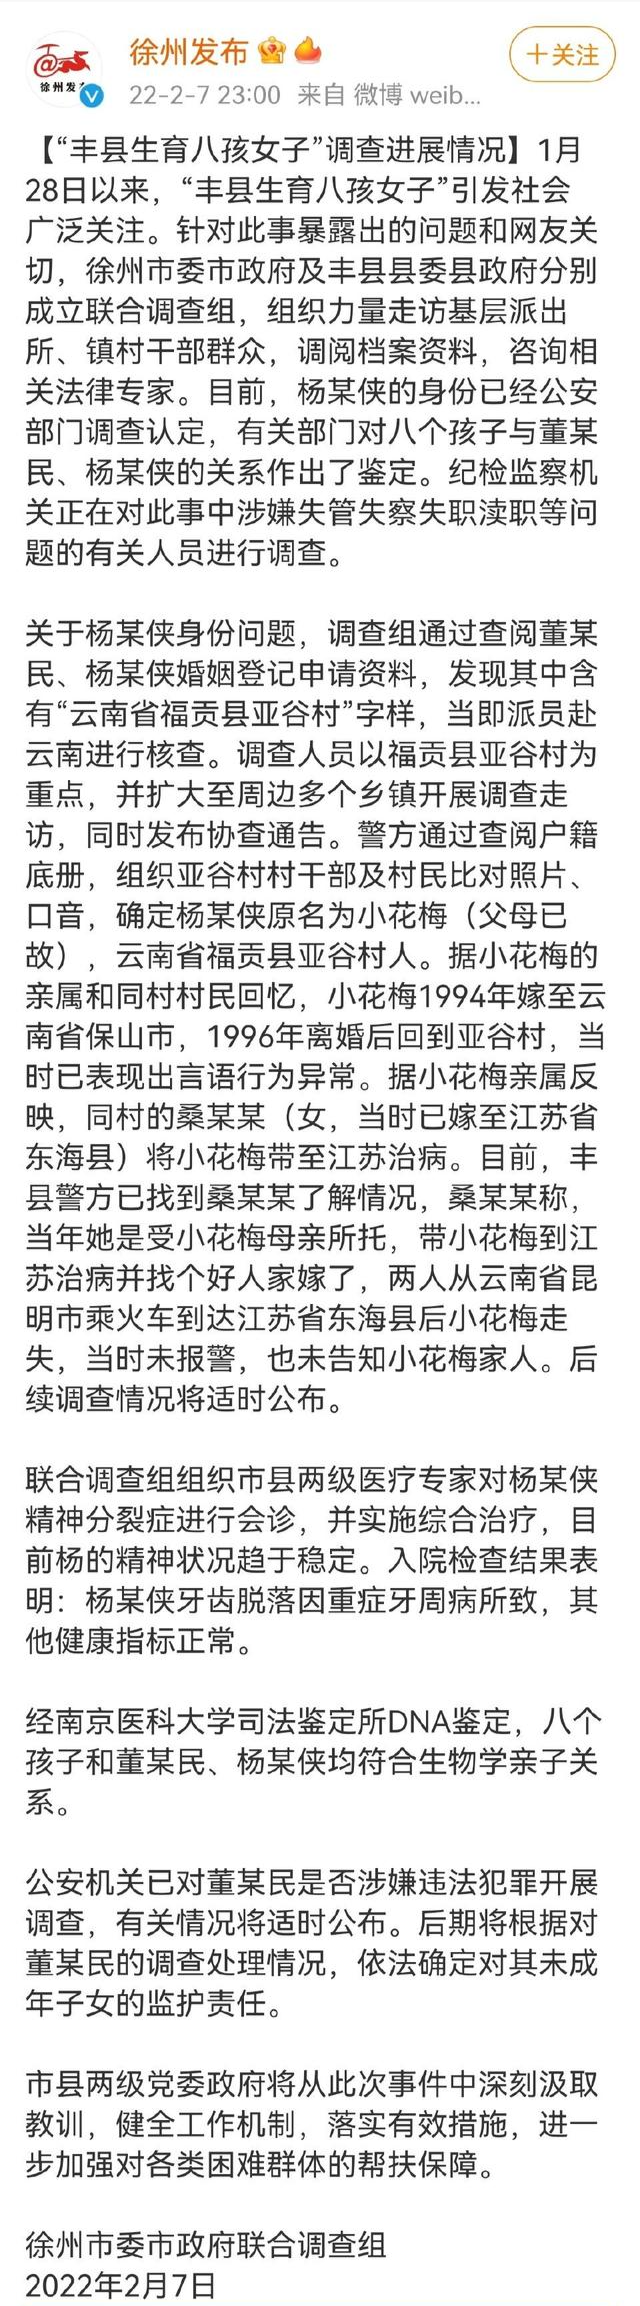 徐州发布
+关注
徐州发
22-2-7 23:00 来自 微博 weib...
【“丰县生育八孩女子”调查进展情况】1月
28日以来，“丰县生育八孩女子”引发社会
广泛关注。针对此事暴露出的问题和网友关
切，徐州市委市政府及丰县县委县政府分别
成立联合调查组，组织力量走访基层派出
所、镇村干部群众，调阅档案资料，咨询相
关法律专家。目前，杨某侠的身份已经公安
部门调查认定，有关部门对八个孩子与董某
民、杨某侠的关系作出了鉴定。纪检监察机
关正在对此事中涉嫌失管失察失职渎职等问
题的有关人员进行调查。
关于杨某侠身份问题，调查组通过查阅董某
民、杨某侠婚姻登记申请资料，发现其中含
有“云南省福贡县亚谷村”字样，当即派员赴
云南进行核查。调查人员以福贡县亚谷村为
重点，并扩大至周边多个乡镇开展调查走
访，同时发布协查通告。警方通过查阅户籍
底册，组织亚谷村村干部及村民比对照片、
口音，确定杨某侠原名为小花梅（父母已
故），云南省福贡县亚谷村人。据小花梅的
亲属和同村村民回忆，小花梅1994年嫁至云
南省保山市，1996年离婚后回到亚谷村，当
时已表现出言语行为异常。据小花梅亲属反
映，同村的桑某某（女，当时已嫁至江苏省
东海县）将小花梅带至江苏治病。目前，丰
县警方已找到桑某某了解情况，桑某某称，
当年她是受小花梅母亲所托，带小花梅到江
苏治病并找个好人家嫁了，两人从云南省昆
明市乘火车到达江苏省东海县后小花梅走
失，当时未报警，也未告知小花梅家人。后
续调查情况将适时公布。
联合调查组组织市县两级医疗专家对杨某侠
精神分裂症进行会诊，并实施综合治疗，目
前杨的精神状况趋于稳定。入院检查结果表
明：杨某侠牙齿脱落因重症牙周病所致，其
他健康指标正常。
经南京医科大学司法鉴定所DNA鉴定，八个
孩子和董某民、杨某侠均符合生物学亲子关
系。
公安机关已对董某民是否涉嫌违法犯罪开展
调查，有关情况将适时公布。后期将根据对
董某民的调查处理情况，依法确定对其未成
年子女的监护责任。
市县两级党委政府将从此次事件中深刻汲取
教训，健全工作机制，落实有效措施，进一
步加强对各类困难群体的帮扶保障。
徐州市委市政府联合调查组
2022年2月7日